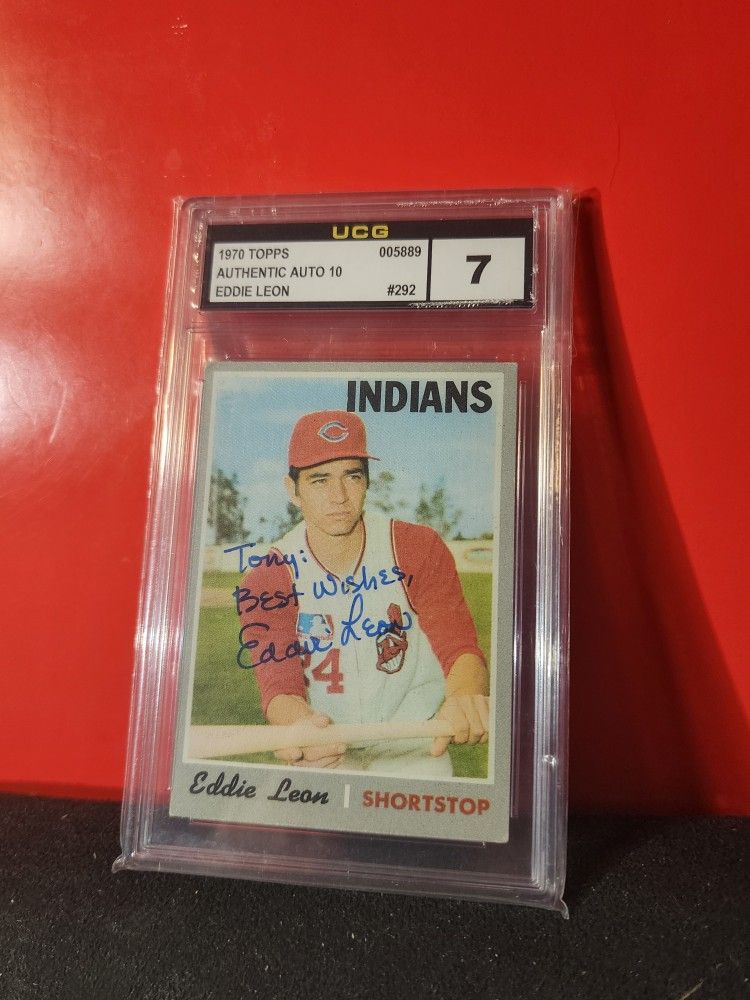 UCG
1970 TOPPS 005889
AUTHENTIC AUTO 10
EDDIE LEON #292
7
INDIANS
C
Tony:
Best Wishes,
Eddie Leon
24
Eddie Leon | SHORTSTOP